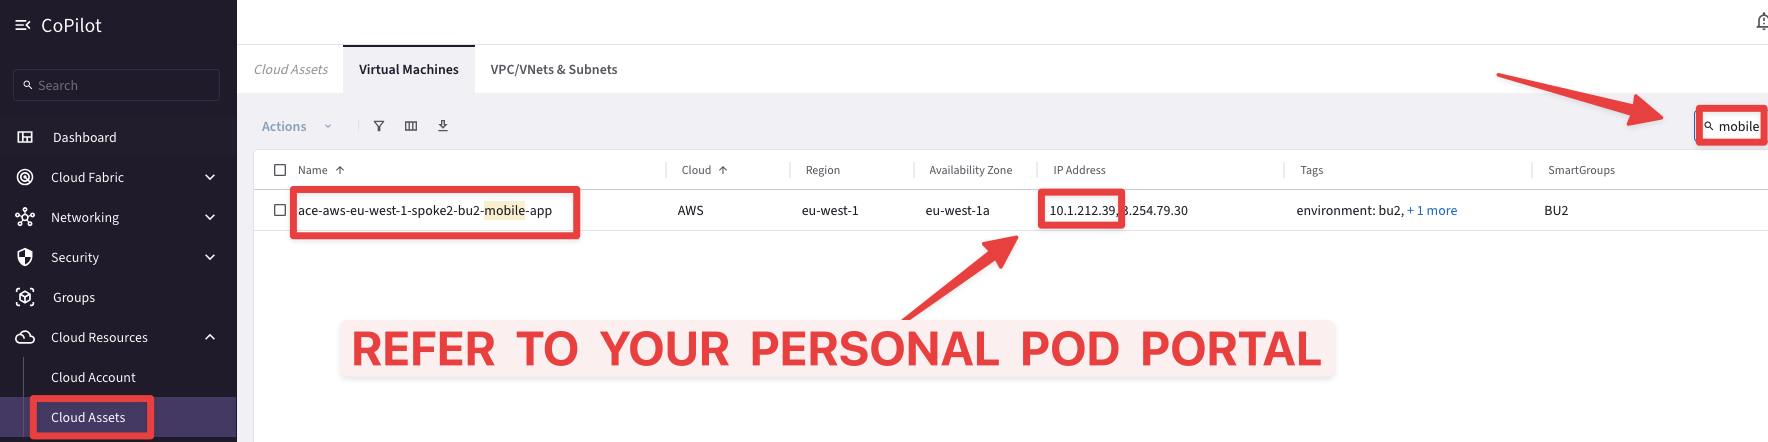 CoPilot
Search
Dashboard
Cloud Fabric
Networking
Security
Groups
Cloud Resources
Cloud Account
Cloud Assets
Cloud Assets Virtual Machines VPC/VNets & Subnets
Actions
mobile
Name Cloud Region Availability Zone IP Address Tags SmartGroups
ace-aws-eu-west-1-spoke2-bu2-mobile-app AWS eu-west-1 eu-west-1a 10.1.212.39, 3.254.79.30 environment: bu2, + 1 more BU2
REFER TO YOUR PERSONAL POD PORTAL